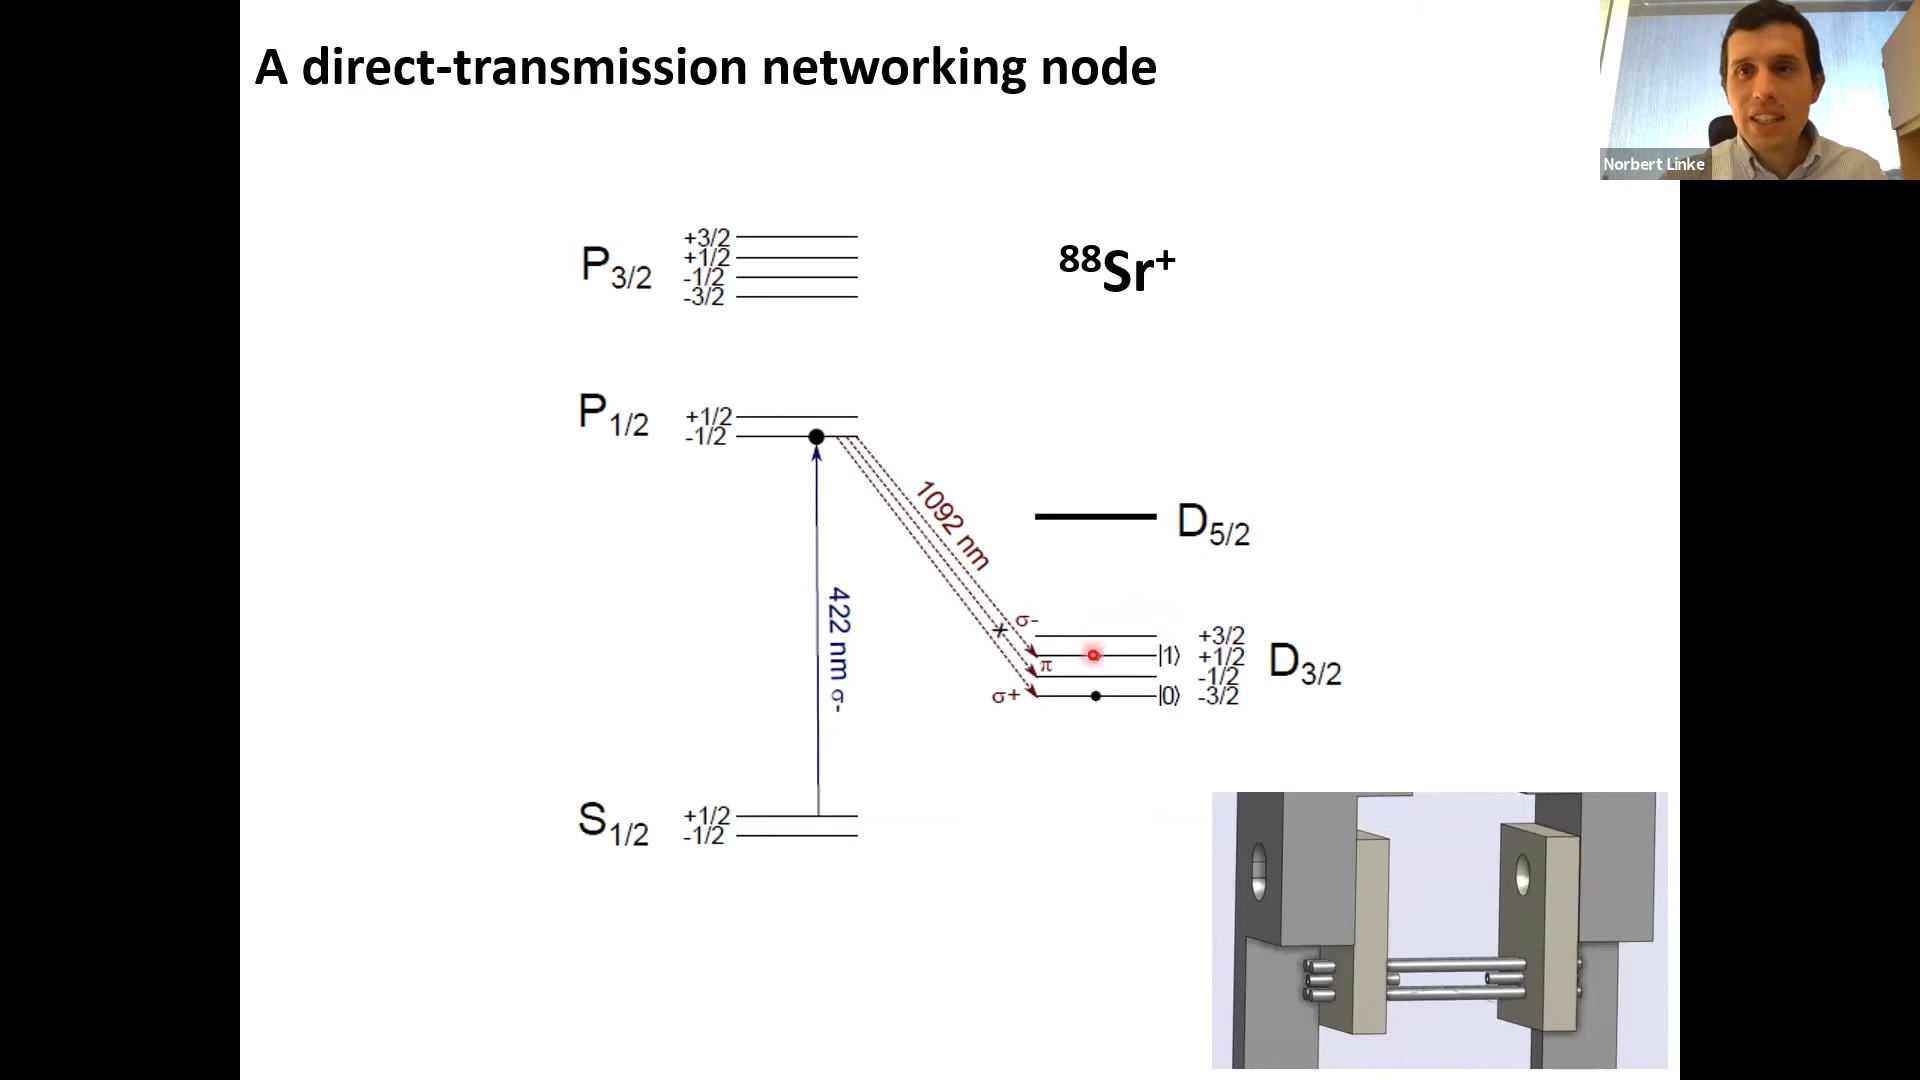 A direct-transmission networking node
Norbert Linke
+3/2
+1/2
-1/2
-3/2
P3/2
88Sr+
+1/2
-1/2
P1/2
1092 nm
D5/2
422 nm σ-
σ-
π
σ+
|1⟩
|0⟩
+3/2
+1/2
-1/2
-3/2
D3/2
S1/2
+1/2
-1/2